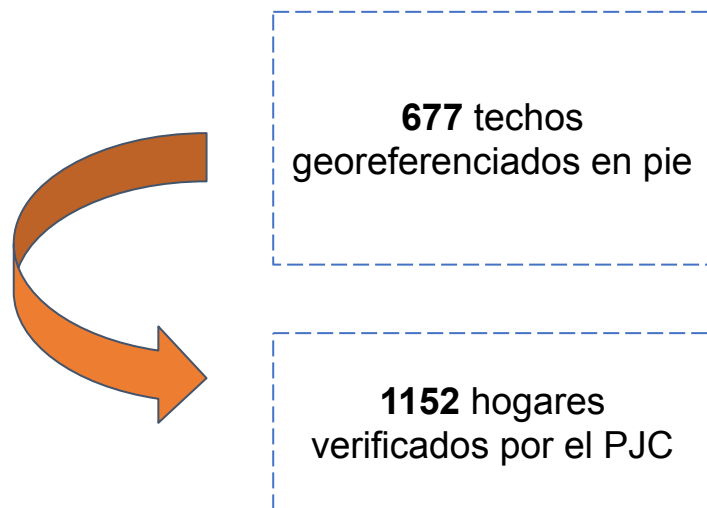 677 techos
georeferenciados en pie
1152 hogares
verificados por el PJC